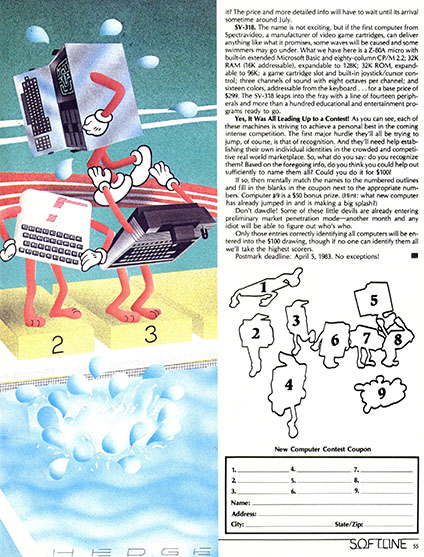 it? The price and more detailed info will have to wait until its arrival
sometime around July.
SV-318. The name is not exciting, but if the first computer from
Spectravideo, a manufacturer of video game cartridges, can deliver
anything like what it promises, some waves will be caused and some
swimmers may go under. What we have here is a Z-80A micro with
built-in extended Microsoft Basic and eighty-column CP/M 2.2; 32K
RAM (16K addressable), expandable to 128K; 32K ROM, expand-
able to 96K; a game cartridge slot and built-in joystick/cursor con-
trol; three channels of sound with eight octaves per channel; and
sixteen colors, addressable from the keyboard . . . for a base price of
$299. The SV-318 leaps into the fray with a line of fourteen periph-
erals and more than a hundred educational and entertainment pro-
grams ready to go.
Yes, It Was All Leading Up to a Contest! As you can see, each of
these machines is striving to achieve a personal best in the coming
intense competition. The first major hurdle they'll all be trying to
jump, of course, is that of recognition. And they'll need help estab-
lishing their own individual identities in the crowded and competi-
tive real world marketplace. So, what do you say: do you recognize
them? Based on the foregoing info, do you think you could help out
sufficiently to name them all? Could you do it for $100?
If so, then mentally match the names to the numbered outlines
and fill in the blanks in the coupon next to the appropriate num-
bers. Computer #9 is a $50 bonus prize. (Hint: what new computer
has already jumped in and is making a big splash?)
Don't dawdle! Some of these little devils are already entering
preliminary market penetration mode—another month and any
idiot will be able to figure out who's who.
Only those entries correctly identifying all computers will be en-
tered into the $100 drawing, though if no one can identify them all
we'll take the highest scorers.
Postmark deadline: April 5, 1983. No exceptions!
1
2
3
4
5
6
7
8
9
2
3
New Computer Contest Coupon
1. 4. 7.
2. 5. 8.
3. 6. 9.
Name:
Address:
City: State/Zip:
HEDGE
SOFTLINE 55